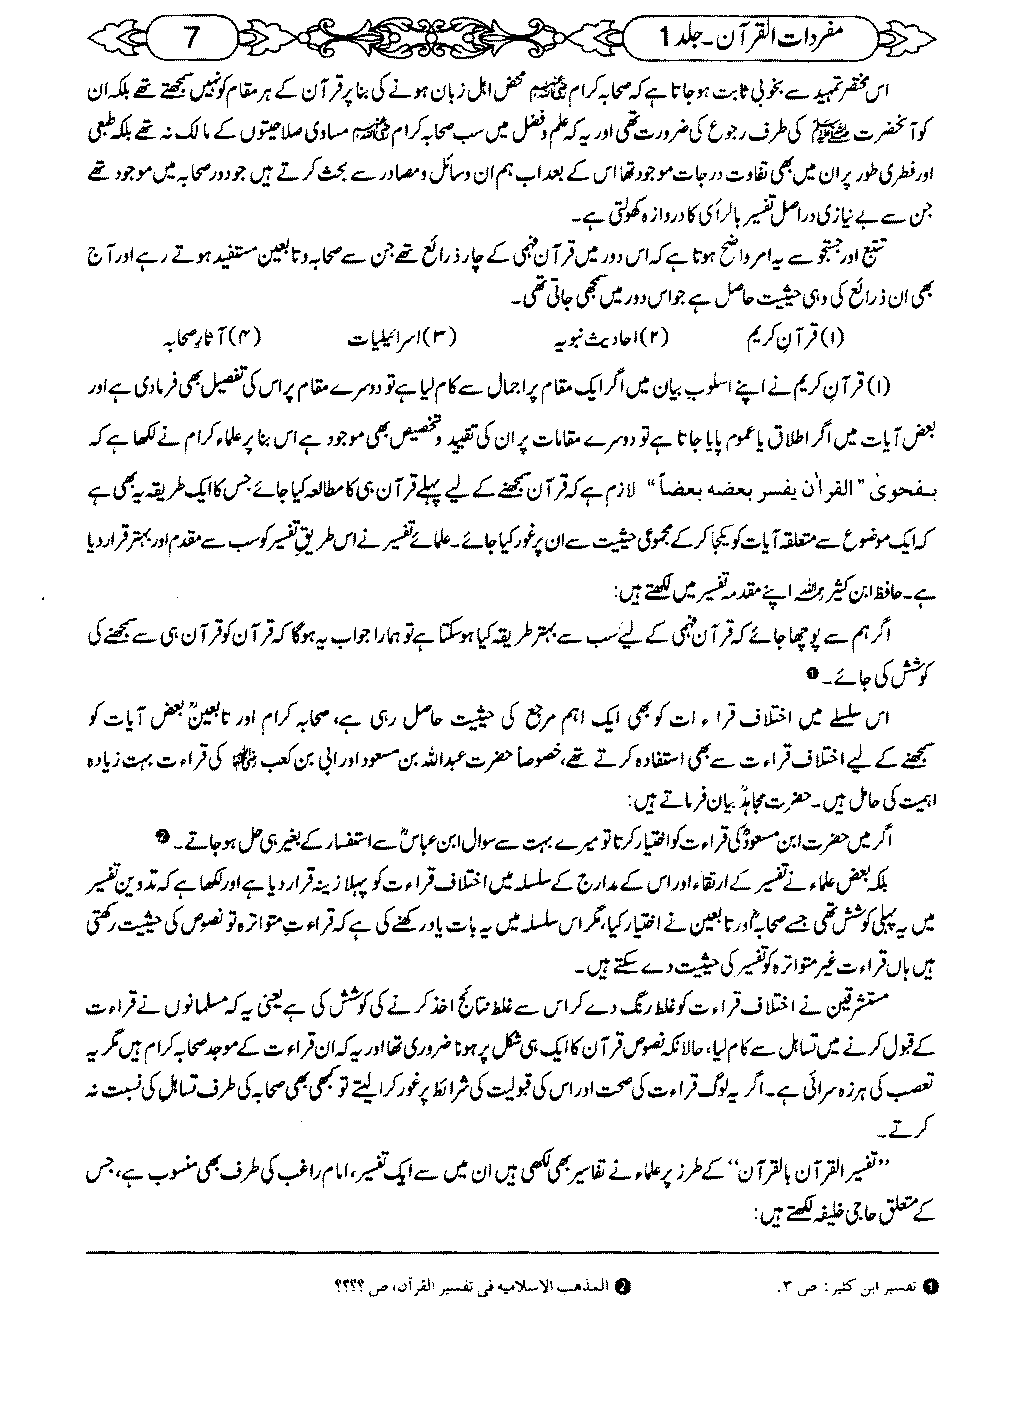 مفردات القرآن۔جلد 1
7
اس مختصر تمہید سے بخوبی ثابت ہو جاتا ہے کہ صحابہ کرام رضی اللہ عنہم محض اہل زبان ہونے کی بنا پر قرآن کے ہر مقام کو نہیں سمجھتے تھے بلکہ ان
کو آنحضرت ﷺ کی طرف رجوع کی ضرورت تھی اور یہ کہ علم و فضل میں سب صحابہ کرام رضی اللہ عنہم مساوی صلاحیتوں کے مالک نہ تھے بلکہ طبعی
اور فطری طور پر ان میں بھی تفاوت درجات موجود تھا اس کے بعد اب ہم ان وسائل و مصادر سے بحث کرتے ہیں جو دور صحابہ میں موجود تھے
جن سے بے نیازی دراصل تفسیر بالرأی کا دروازہ کھولتی ہے۔
تتبع اور جستجو سے یہ امر واضح ہوتا ہے کہ اس دور میں قرآن فہمی کے چار ذرائع تھے جن سے صحابہ و تابعین مستفید ہوتے رہے اور آج
بھی ان ذرائع کی وہی حیثیت حاصل ہے جو اس دور میں سمجھی جاتی تھی۔
(۱) قرآن کریم (۲) احادیث نبویہ (۳) اسرائیلیات (۴) آثار صحابہ
(۱) قرآن کریم نے اپنے اسلوب بیان میں اگر ایک مقام پر اجمال سے کام لیا ہے تو دوسرے مقام پر اس کی تفصیل بھی فرما دی ہے اور
بعض آیات میں اگر اطلاق یا عموم پایا جاتا ہے تو دوسرے مقامات پر ان کی تقیید و تخصیص بھی موجود ہے اس بنا پر علماء کرام نے لکھا ہے کہ
بفحویٰ ”القراٰن یفسر بعضه بعضاً“ لازم ہے کہ قرآن سمجھنے کے لیے پہلے قرآن ہی کا مطالعہ کیا جائے جس کا ایک طریقہ یہ بھی ہے
کہ ایک موضوع سے متعلقہ آیات کو یکجا کر کے مجموعی حیثیت سے ان پر غور کیا جائے۔ علمائے تفسیر نے اس طریق تفسیر کو سب سے مقدم اور بہتر قرار دیا
ہے۔ حافظ ابن کثیر رحمہ اللہ اپنے مقدمہ تفسیر میں لکھتے ہیں:
اگر ہم سے پوچھا جائے کہ قرآن فہمی کے لیے سب سے بہتر طریقہ کیا ہو سکتا ہے تو ہمارا جواب یہ ہوگا کہ قرآن کو قرآن ہی سے سمجھنے کی
کوشش کی جائے۔ ❶
اس سلسلے میں اختلاف قراء ات کو بھی ایک اہم مرجع کی حیثیت حاصل رہی ہے، صحابہ کرام اور تابعینؒ بعض آیات کو
سمجھنے کے لیے اختلاف قراءت سے بھی استفادہ کرتے تھے، خصوصاً حضرت عبداللہ بن مسعود اور ابی بن کعب رضی اللہ عنہما کی قراءت بہت زیادہ
اہمیت کی حامل ہیں۔ حضرت مجاہدؒ بیان فرماتے ہیں:
اگر میں حضرت ابن مسعودؓ کی قراءت کو اختیار کرتا تو میرے بہت سے سوال ابن عباسؓ سے استفسار کے بغیر ہی حل ہو جاتے۔ ❷
بلکہ بعض علماء نے تفسیر کے ارتقاء اور اس کے مدارج کے سلسلہ میں اختلاف قراءت کو پہلا زینہ قرار دیا ہے اور لکھا ہے کہ تدوین تفسیر
میں یہ پہلی کوشش تھی جسے صحابہؓ اور تابعین نے اختیار کیا، مگر اس سلسلہ میں یہ بات یاد رکھنے کی ہے کہ قراءتِ متواترہ تو نصوص کی حیثیت رکھتی
ہیں ہاں قراءت غیر متواترہ کو تفسیر کی حیثیت دے سکتے ہیں۔
مستشرقین نے اختلاف قراءت کو غلط رنگ دے کر اس سے غلط نتائج اخذ کرنے کی کوشش کی ہے یعنی یہ کہ مسلمانوں نے قراءت
کے قبول کرنے میں تساہل سے کام لیا، حالانکہ نصوص قرآن کا ایک ہی شکل پر ہونا ضروری تھا اور یہ کہ ان قراءت کے موجد صحابہ کرام ہیں مگر یہ
تعصب کی ہرزہ سرائی ہے۔ اگر یہ لوگ قراءت کی صحت اور اس کی قبولیت کی شرائط پر غور کر لیتے تو کبھی بھی صحابہ کی طرف تساہل کی نسبت نہ
کرتے۔
”تفسیر القرآن بالقرآن“ کے طرز پر علماء نے تفاسیر بھی لکھی ہیں ان میں سے ایک تفسیر، امام راغب کی طرف بھی منسوب ہے، جس
کے متعلق حاجی خلیفہ لکھتے ہیں:
❶ تفسیر ابن کثیر: ص ۳. ❷ المذھب الاسلامیہ فی تفسیر القرآن، ص ؟؟؟؟